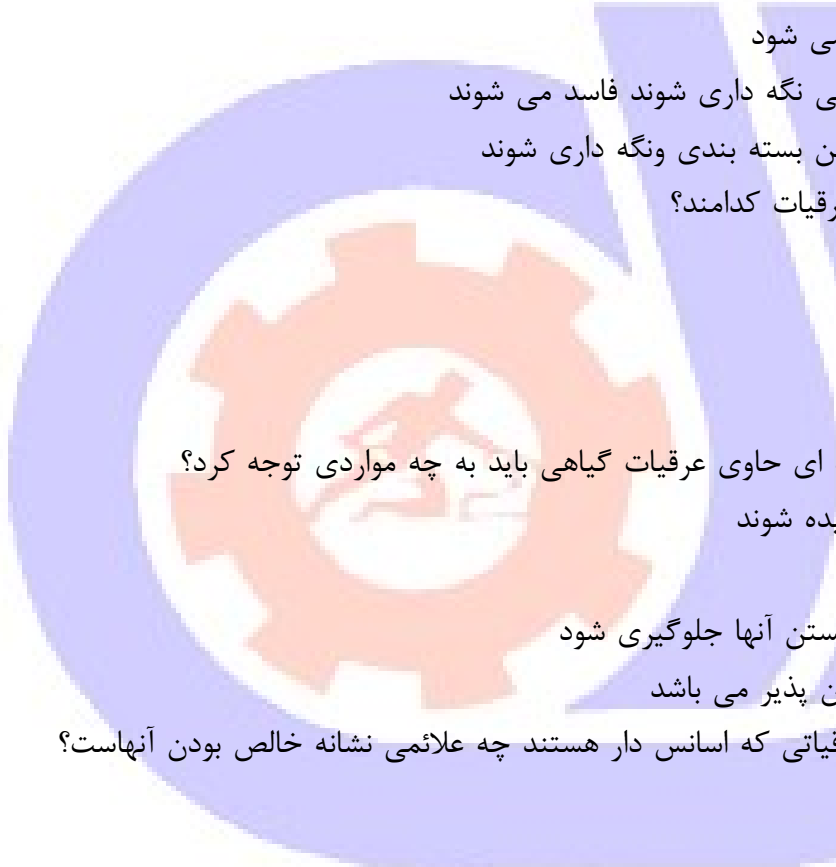 می شود
ی نگه داری شوند فاسد می شوند
ن بسته بندی ونگه داری شوند
رقیات کدامند؟
ای حاوی عرقیات گیاهی باید به چه مواردی توجه کرد؟
یده شوند
ستن آنها جلوگیری شود
ن پذیر می باشد
قیاتی که اسانس دار هستند چه علائمی نشانه خالص بودن آنهاست؟